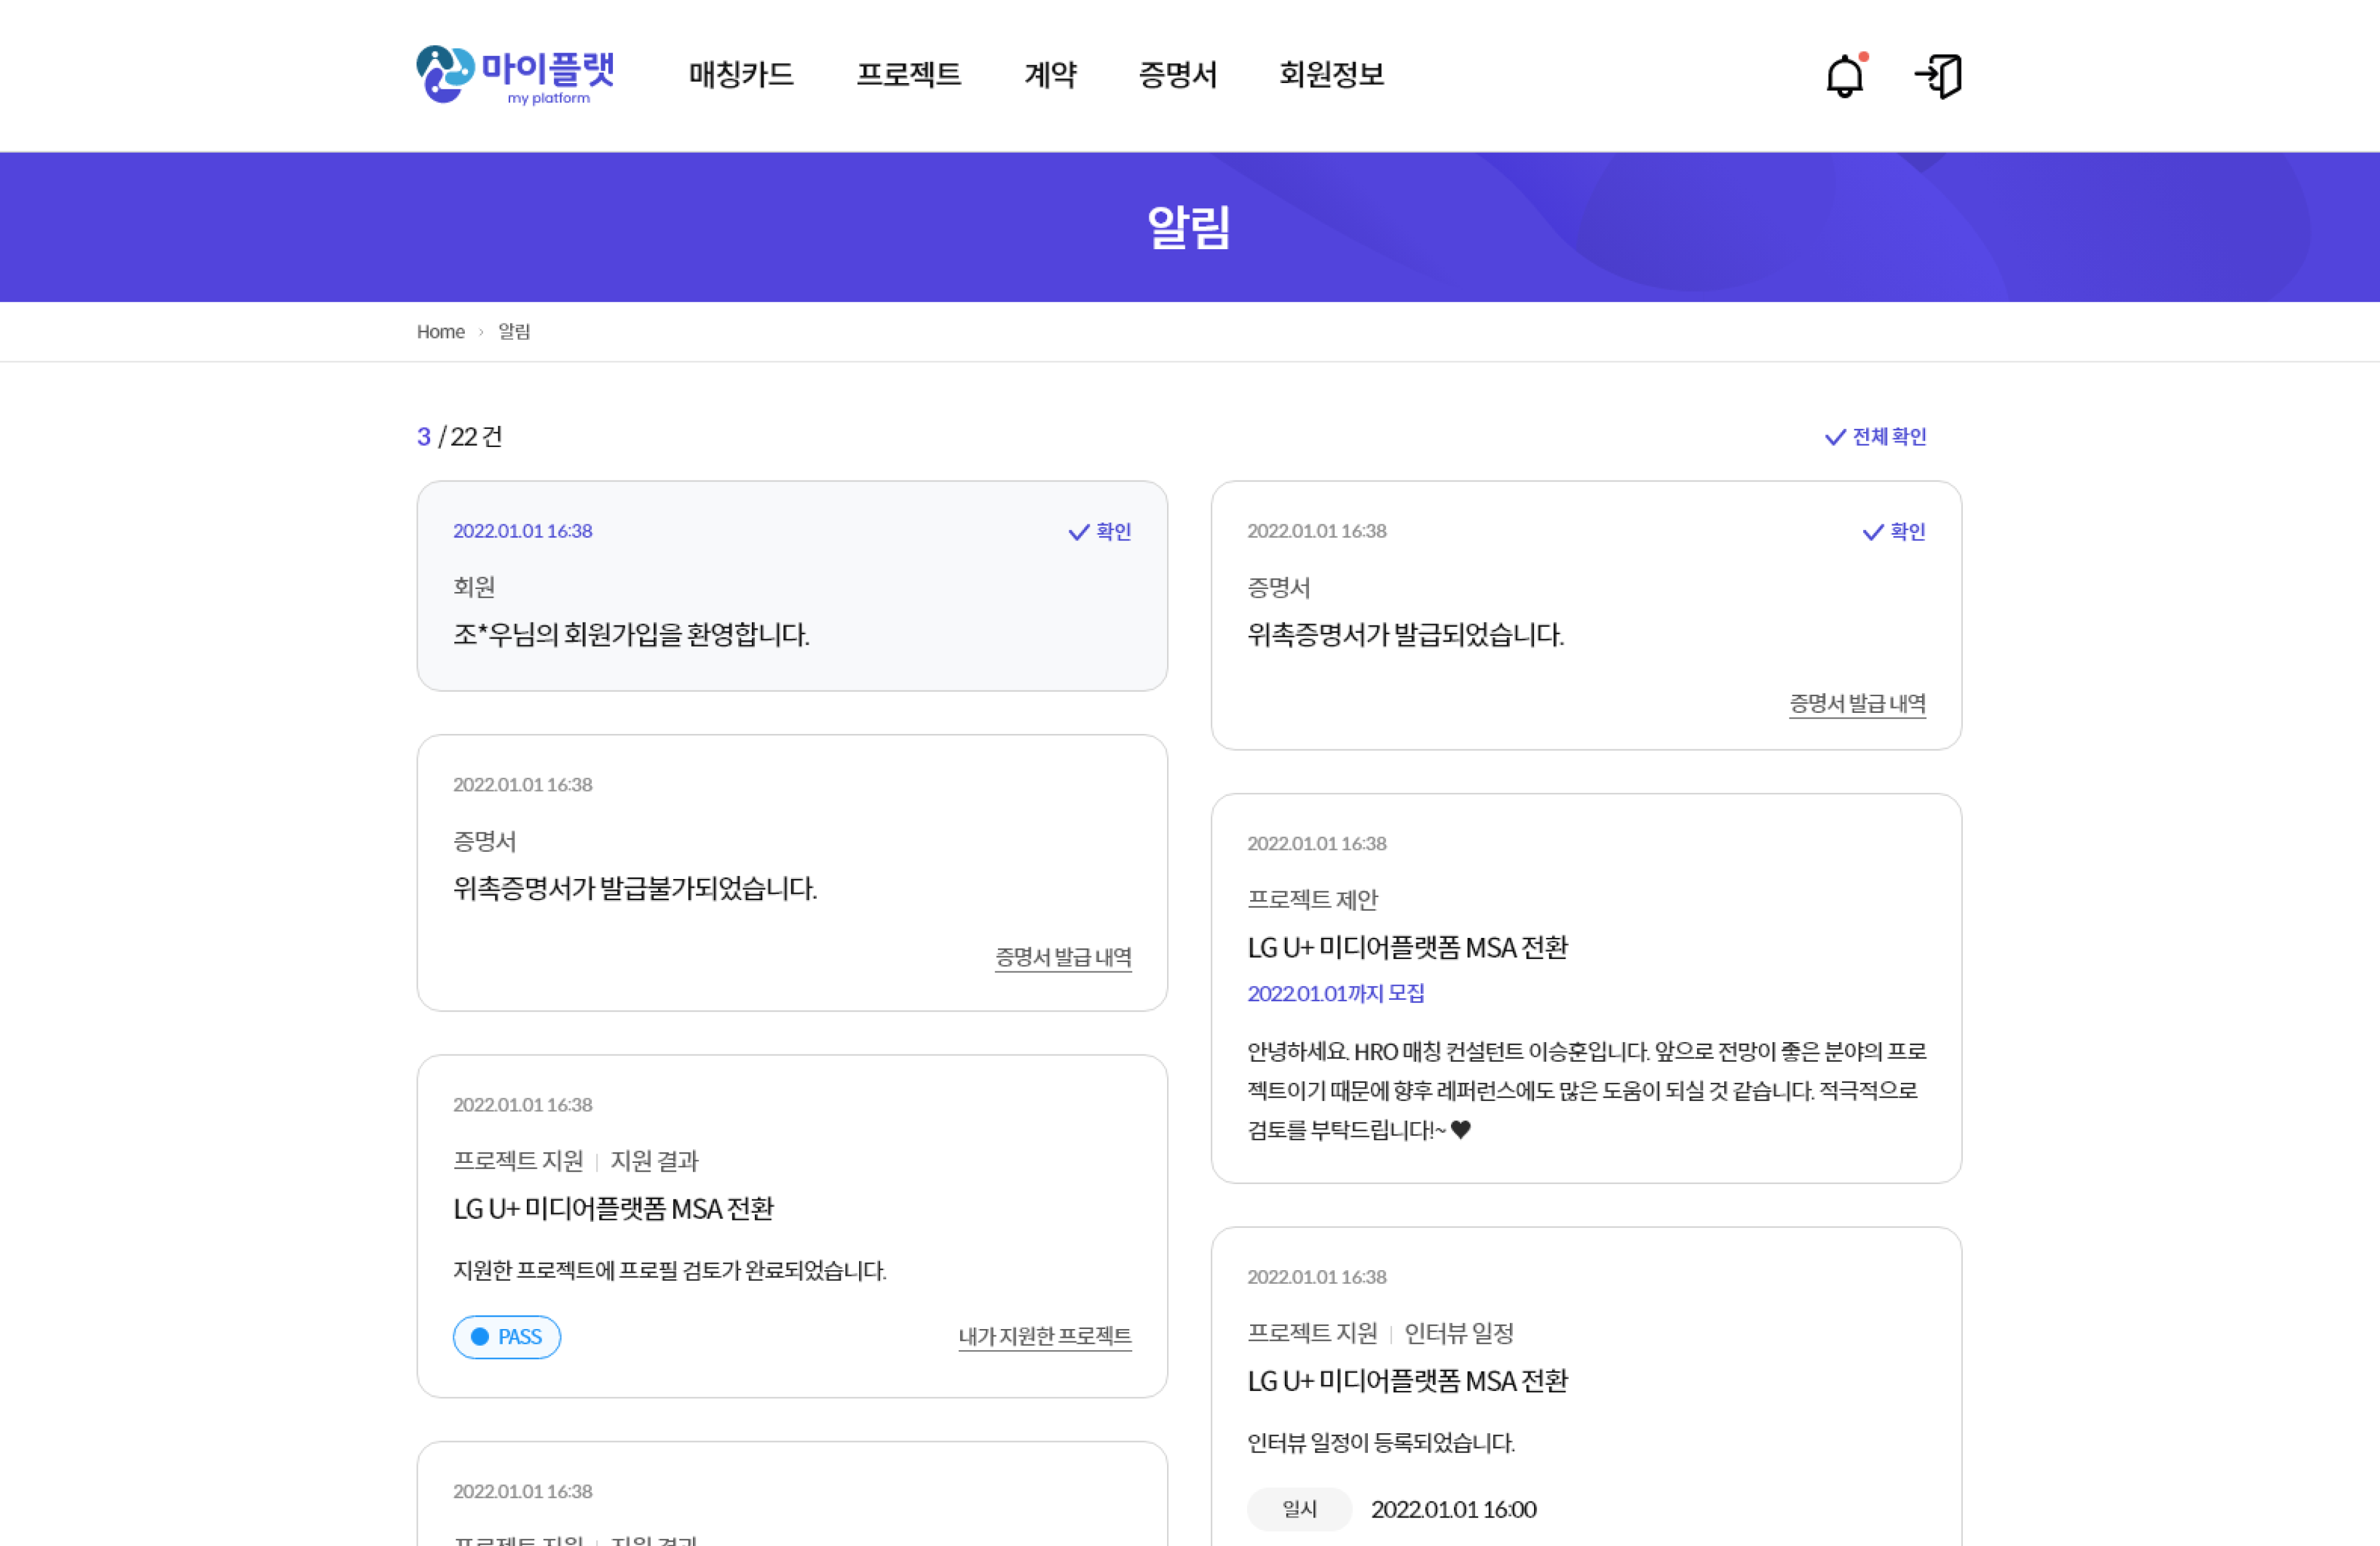 마이플랫
my platform
매칭카드
프로젝트
계약
증명서
회원정보
알림
Home > 알림
3 / 22 건
전체 확인
2022.01.01 16:38
확인
회원
조*우님의 회원가입을 환영합니다.
2022.01.01 16:38
확인
증명서
위촉증명서가 발급되었습니다.
증명서 발급 내역
2022.01.01 16:38
증명서
위촉증명서가 발급불가되었습니다.
증명서 발급 내역
2022.01.01 16:38
프로젝트 제안
LG U+ 미디어플랫폼 MSA 전환
2022.01.01까지 모집
안녕하세요. HRO 매칭 컨설턴트 이승훈입니다. 앞으로 전망이 좋은 분야의 프로
젝트이기 때문에 향후 레퍼런스에도 많은 도움이 되실 것 같습니다. 적극적으로
검토를 부탁드립니다!~ ♥
2022.01.01 16:38
프로젝트 지원 | 지원 결과
LG U+ 미디어플랫폼 MSA 전환
지원한 프로젝트에 프로필 검토가 완료되었습니다.
PASS
내가 지원한 프로젝트
2022.01.01 16:38
프로젝트 지원 | 인터뷰 일정
LG U+ 미디어플랫폼 MSA 전환
인터뷰 일정이 등록되었습니다.
일시 2022.01.01 16:00
2022.01.01 16:38
프로젝트 지원 | 지원 결과